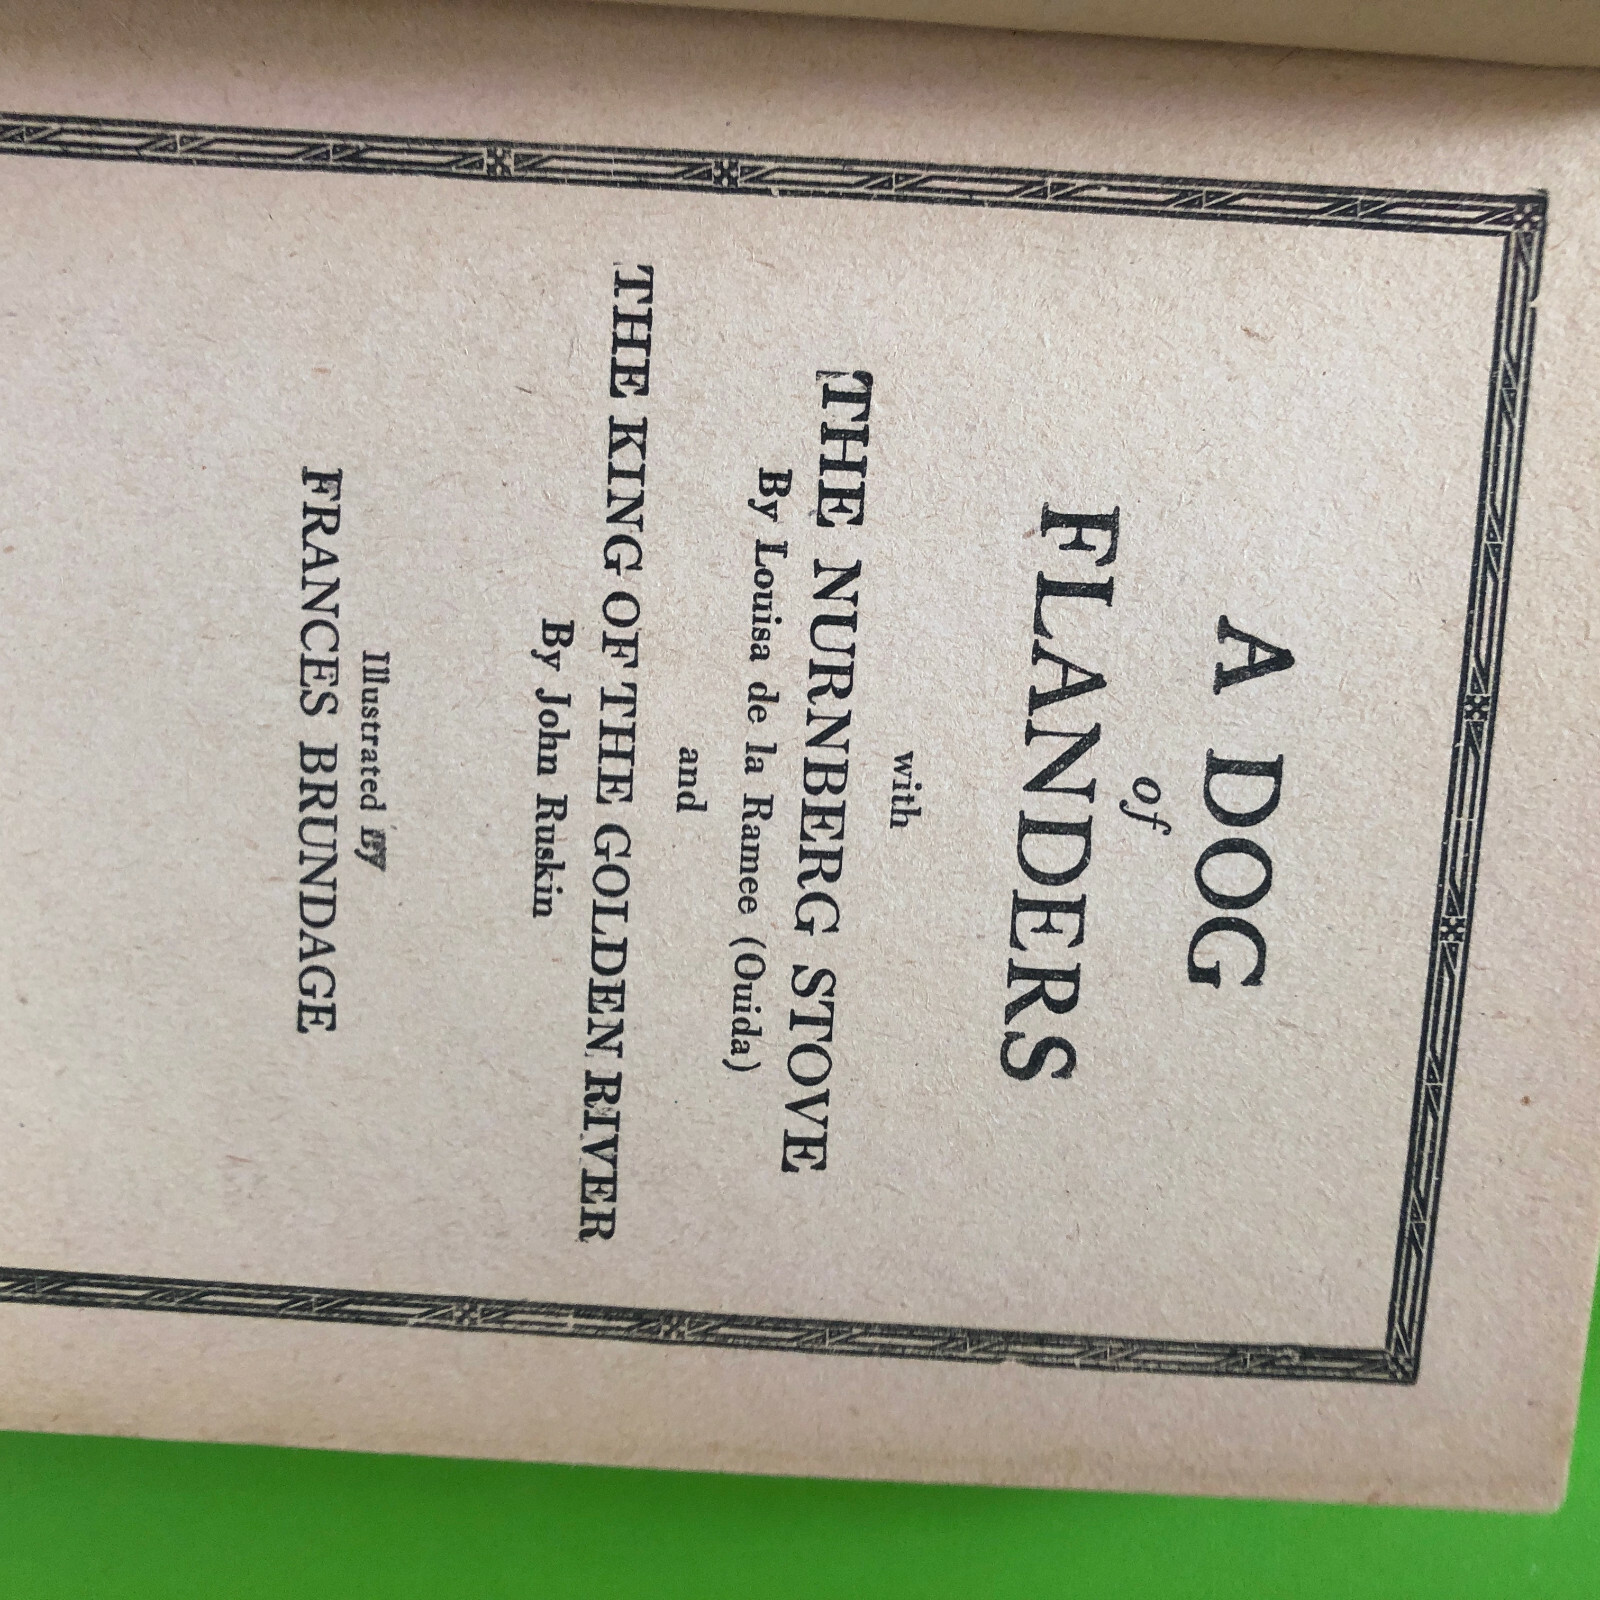 A DOG
of
FLANDERS
with
THE NURNBERG STOVE
By Louisa de la Ramee (Ouida)
and
THE KING OF THE GOLDEN RIVER
By John Ruskin
Illustrated By
FRANCES BRUNDAGE